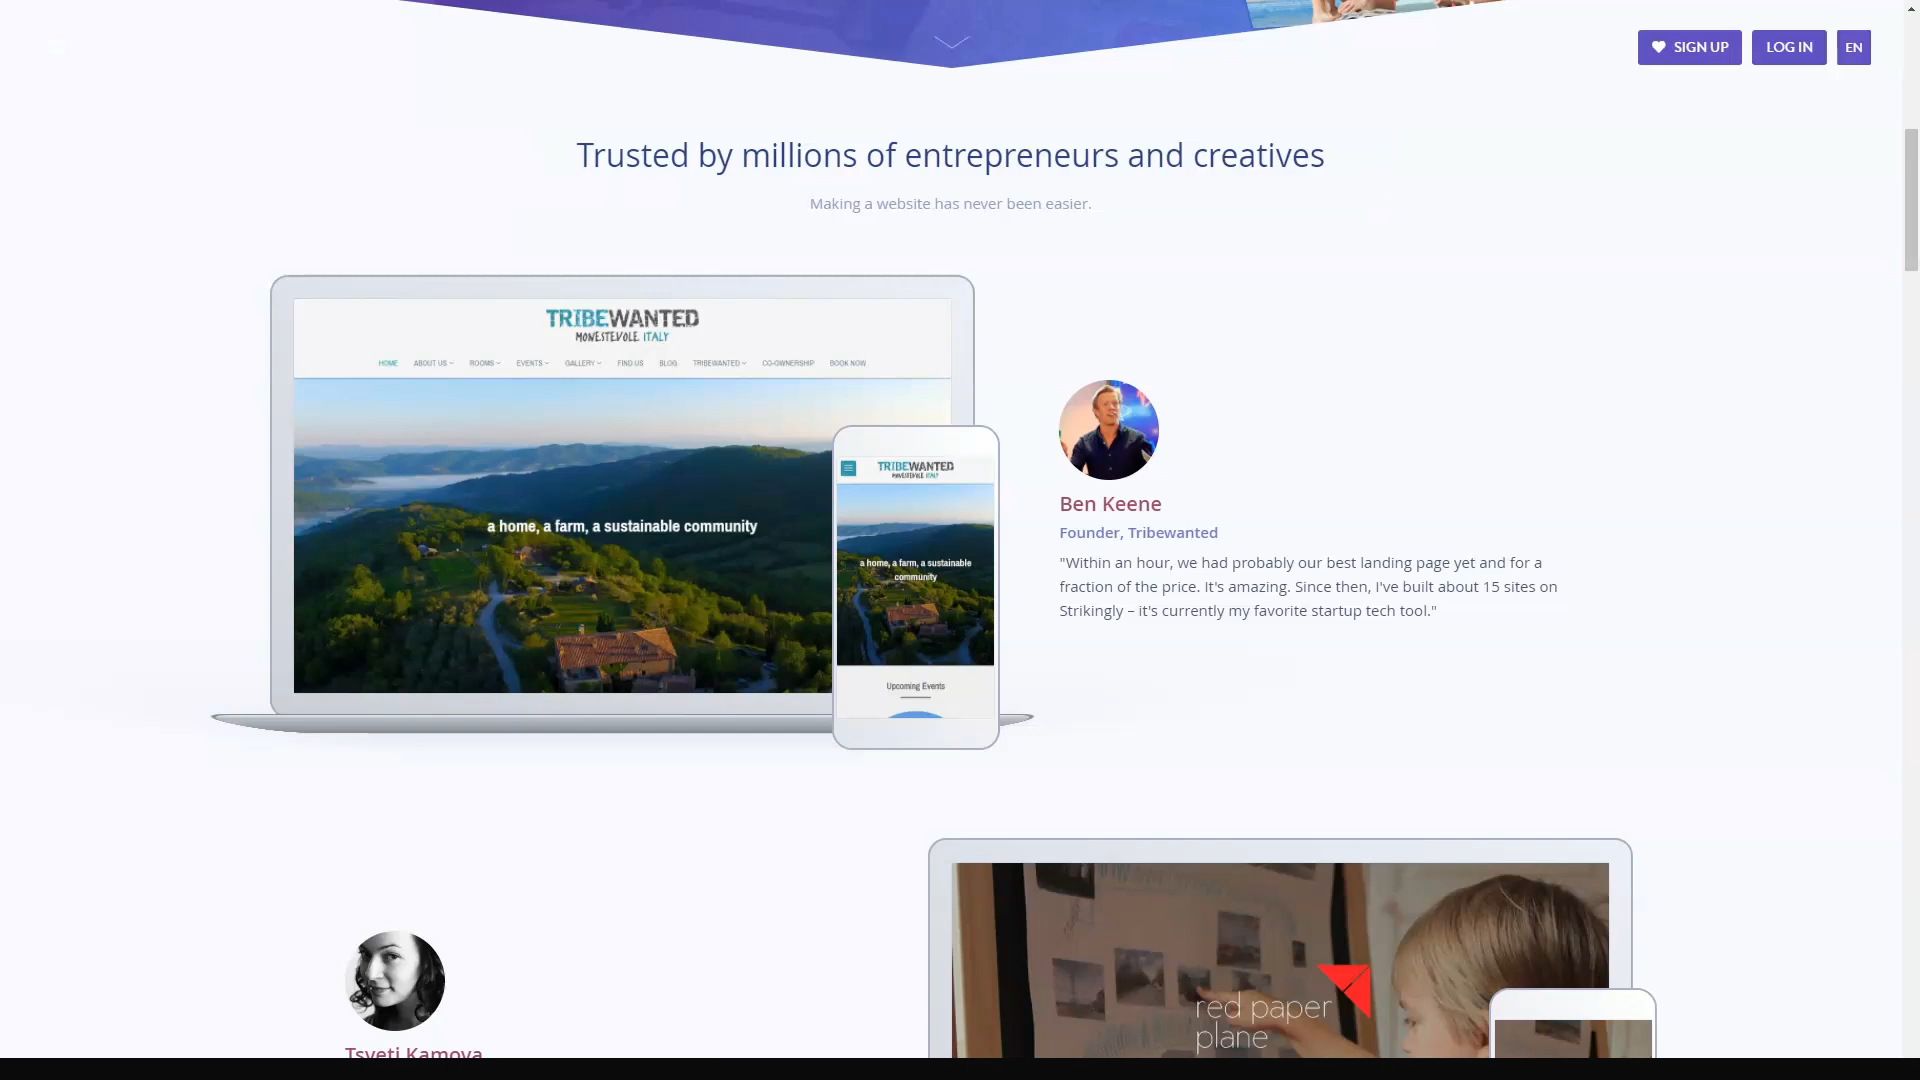 SIGN UP
LOG IN
EN
Trusted by millions of entrepreneurs and creatives
Making a website has never been easier.
TRIBEWANTED
MONESTEVOLE ITALY
HOME ABOUT US ROOMS EVENTS GALLERY FIND US BLOG TRIBEWANTED CO-OWNERSHIP BOOK NOW
a home, a farm, a sustainable community
TRIBEWANTED
MONESTEVOLE ITALY
a home, a farm, a sustainable
community
Upcoming Events
Ben Keene
Founder, Tribewanted
"Within an hour, we had probably our best landing page yet and for a
fraction of the price. It's amazing. Since then, I've built about 15 sites on
Strikingly – it's currently my favorite startup tech tool."
Tsveti Kamova
red paper
plane